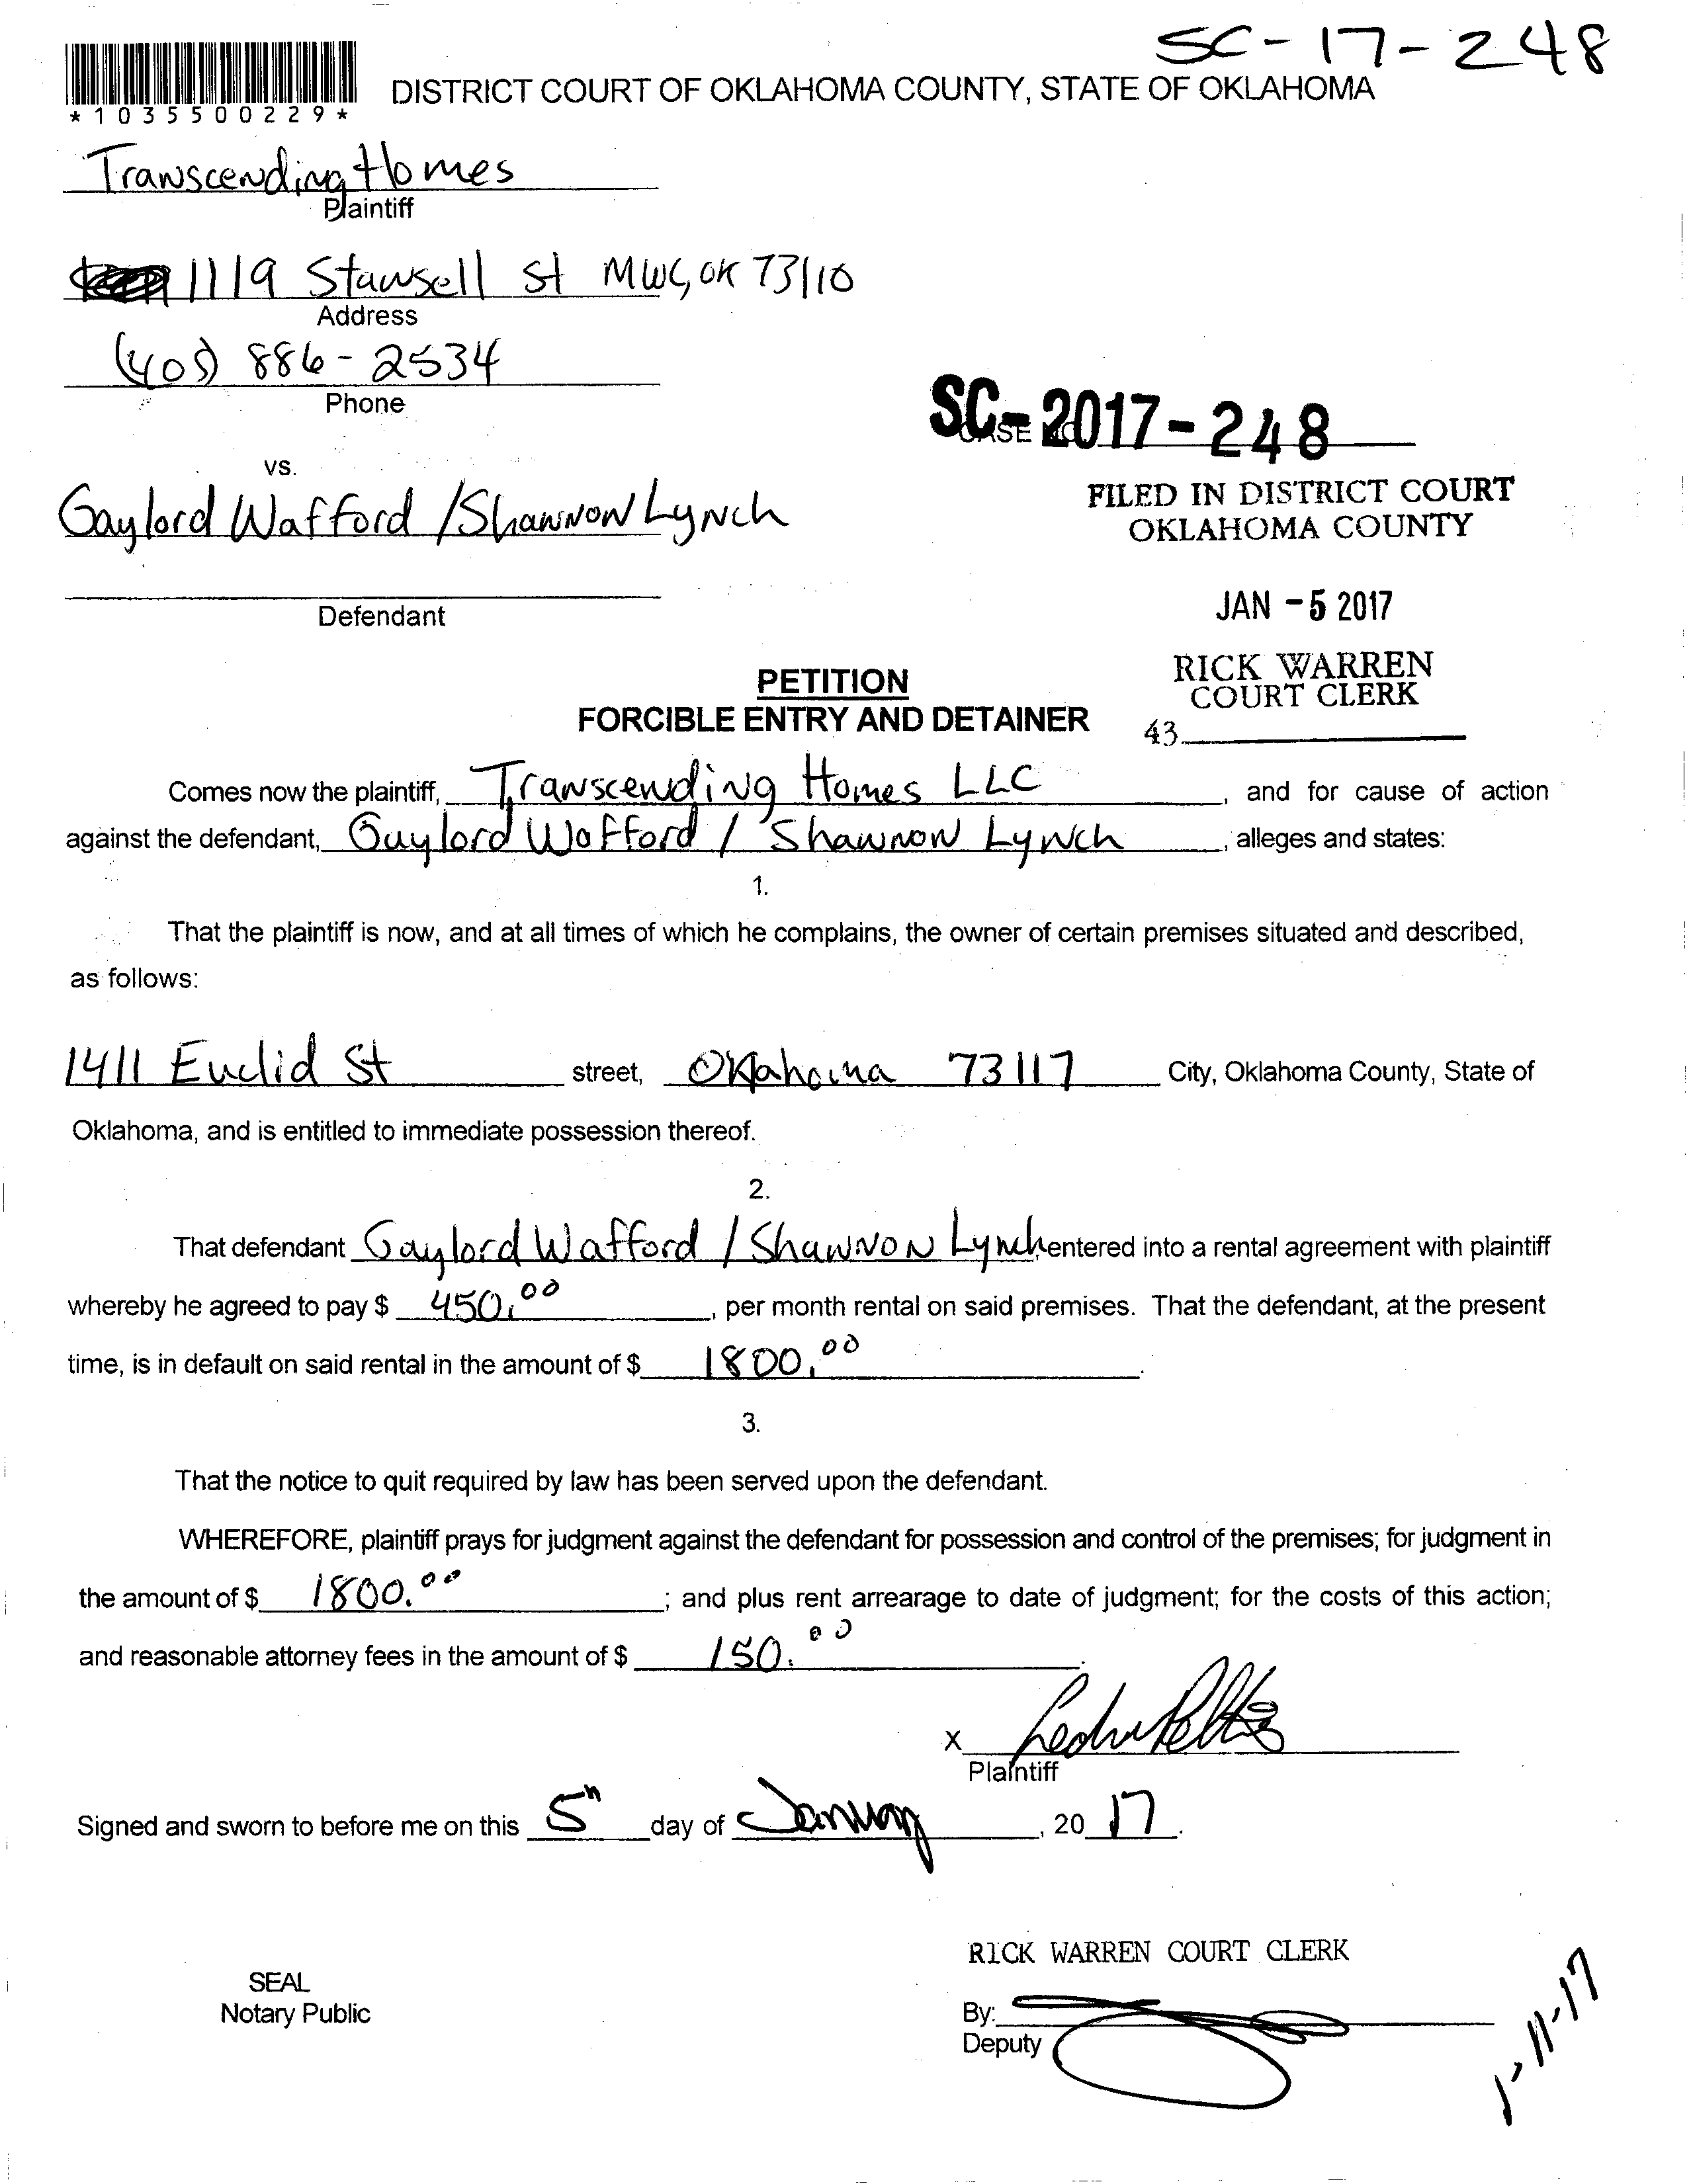 SC-17-248
*1035500229*
DISTRICT COURT OF OKLAHOMA COUNTY, STATE OF OKLAHOMA
Transcending Homes
Plaintiff
1119 Stansell St MWC, OK 73110
Address
(405) 886-2534
Phone
SC-2017-248
CASE NO
vs.
Gaylord Wafford / Shannon Lynch
FILED IN DISTRICT COURT
OKLAHOMA COUNTY
Defendant
JAN -5 2017
RICK WARREN
COURT CLERK
43
PETITION
FORCIBLE ENTRY AND DETAINER
Comes now the plaintiff, Transcending Homes LLC, and for cause of action
against the defendant, Gaylord Wafford / Shannon Lynch, alleges and states:
1.
That the plaintiff is now, and at all times of which he complains, the owner of certain premises situated and described,
as follows:
1411 Euclid St street, Oklahoma 73117 City, Oklahoma County, State of
Oklahoma, and is entitled to immediate possession thereof.
2.
That defendant Gaylord Wafford / Shannon Lynch entered into a rental agreement with plaintiff
whereby he agreed to pay $ 450.00, per month rental on said premises. That the defendant, at the present
time, is in default on said rental in the amount of $ 1800.00.
3.
That the notice to quit required by law has been served upon the defendant.
WHEREFORE, plaintiff prays for judgment against the defendant for possession and control of the premises; for judgment in
the amount of $ 1800.00; and plus rent arrearage to date of judgment; for the costs of this action;
and reasonable attorney fees in the amount of $ 150.00.
X
Plaintiff
Signed and sworn to before me on this 5th day of January, 2017.
RICK WARREN COURT CLERK
SEAL
Notary Public
By:
Deputy
1-11-17